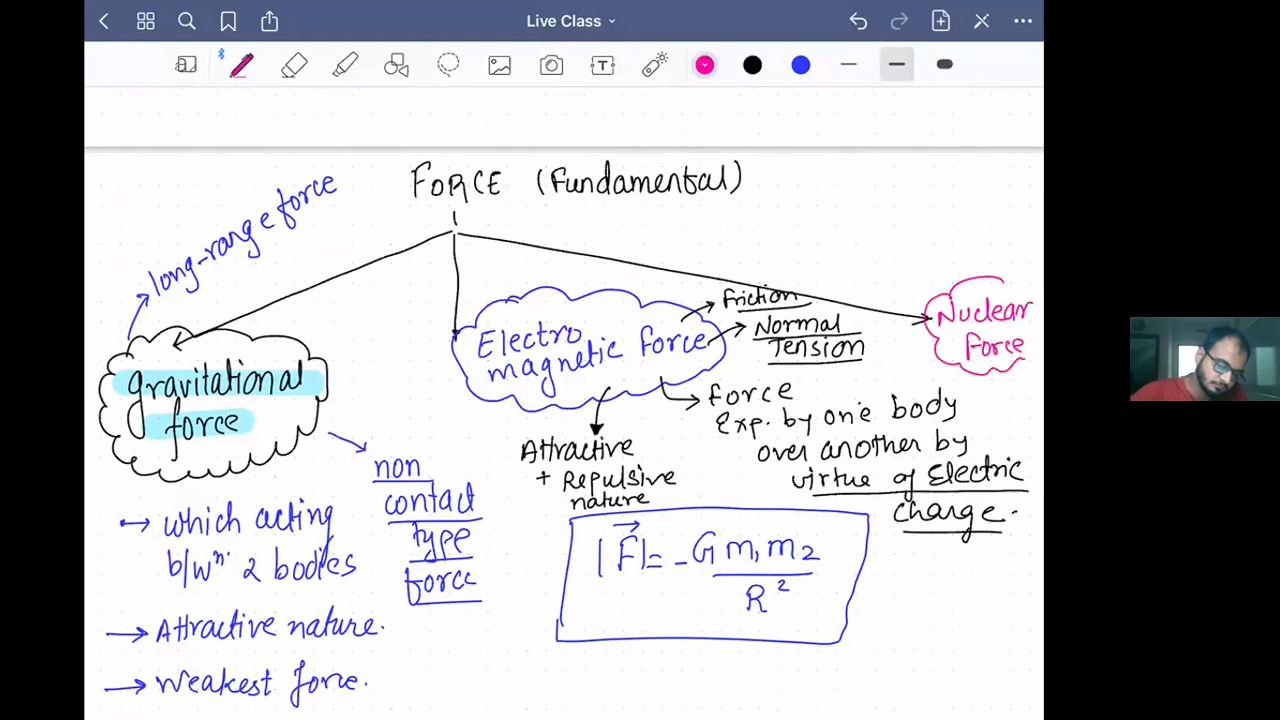 Live Class
T
FORCE (Fundamental)
long-range force
gravitational
force
Electro
magnetic force
Friction
Normal
Tension
Nuclear
Force
Attractive
+ Repulsive
nature
force
Exp. by one body
over another by
virtue of Electric
charge.
non
contact
type
force
→ which acting
b/wⁿ. 2 bodies
→ Attractive nature.
→ Weakest force.
|F⃗|= -G m₁ m₂
R²